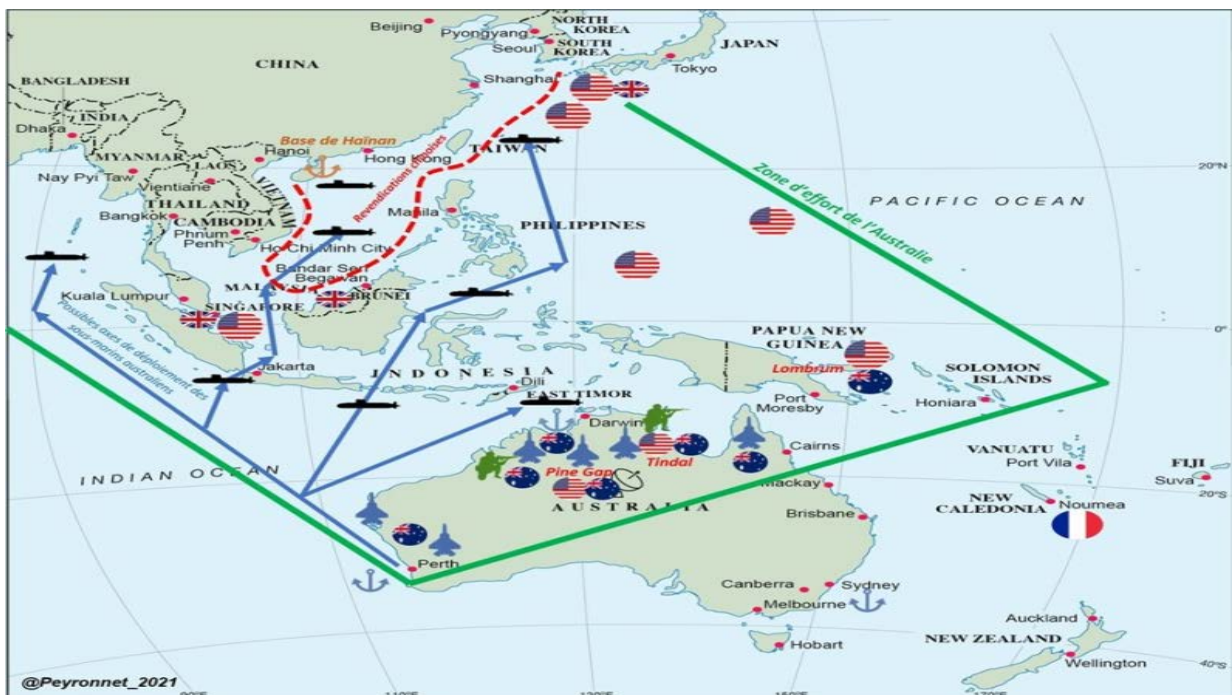 NORTH
KOREA
Beijing
Pyongyang
Seoul
SOUTH
KOREA
JAPAN
Tokyo
CHINA
Shanghai
BANGLADESH
INDIA
Dhaka
Base de Haïnan
Hanoi
Hong Kong
TAIWAN
MYANMAR
LAOS
Nay Pyi Taw
Vientiane
VIETNAM
Revendications chinoises
20°N
THAILAND
Bangkok
CAMBODIA
Phnum
Penh
Ho Chi Minh City
Manila
PHILIPPINES
PACIFIC OCEAN
Zone d'effort de l'Australie
Bandar Seri
Begawan
MALAYSIA
BRUNEI
Kuala Lumpur
SINGAPORE
Possibles axes de déploiement des
sous-marins australiens
0°
PAPUA NEW
GUINEA
Lombrum
SOLOMON
ISLANDS
Jakarta
INDONESIA
Dili
EAST TIMOR
Port
Moresby
Honiara
Darwin
Cairns
INDIAN OCEAN
Pine Gap
Tindal
VANUATU
Port Vila
FIJI
Suva
Mackay
20°S
AUSTRALIA
NEW
CALEDONIA
Noumea
Brisbane
Perth
Canberra
Sydney
Melbourne
Auckland
Hobart
NEW ZEALAND
Wellington
40°S
@Peyronnet_2021